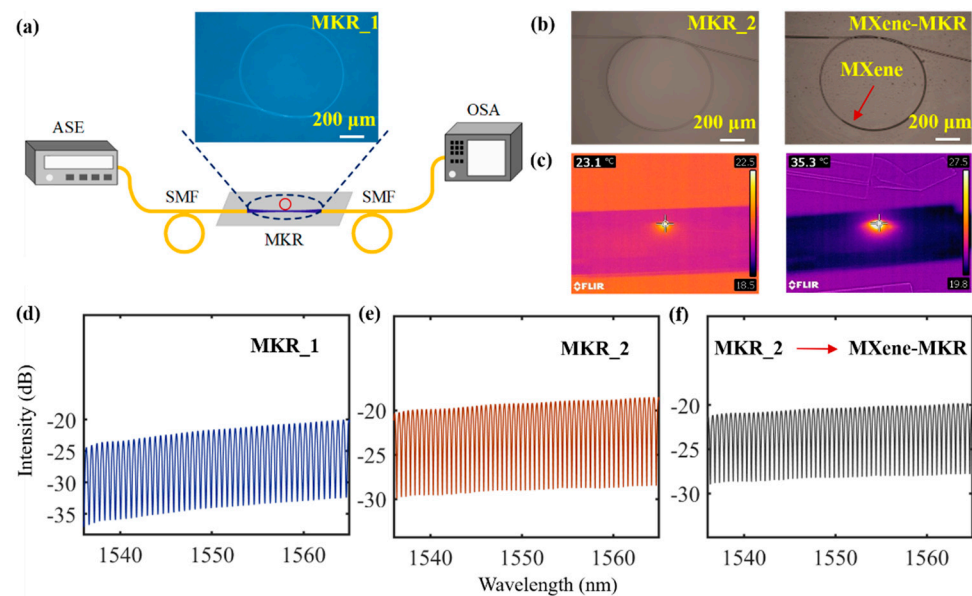 (a)
MKR_1
200 μm
ASE
OSA
SMF
SMF
MKR
(b)
MKR_2
200 μm
MXene-MKR
MXene
200 μm
(c)
23.1 °C
22.5
18.5
FLIR
35.3 °C
27.5
19.8
FLIR
(d)
MKR_1
Intensity (dB)
-20
-25
-30
-35
1540
1550
1560
(e)
MKR_2
-20
-30
1540
1550
1560
(f)
MKR_2 → MXene-MKR
-20
-30
1540
1550
1560
Wavelength (nm)